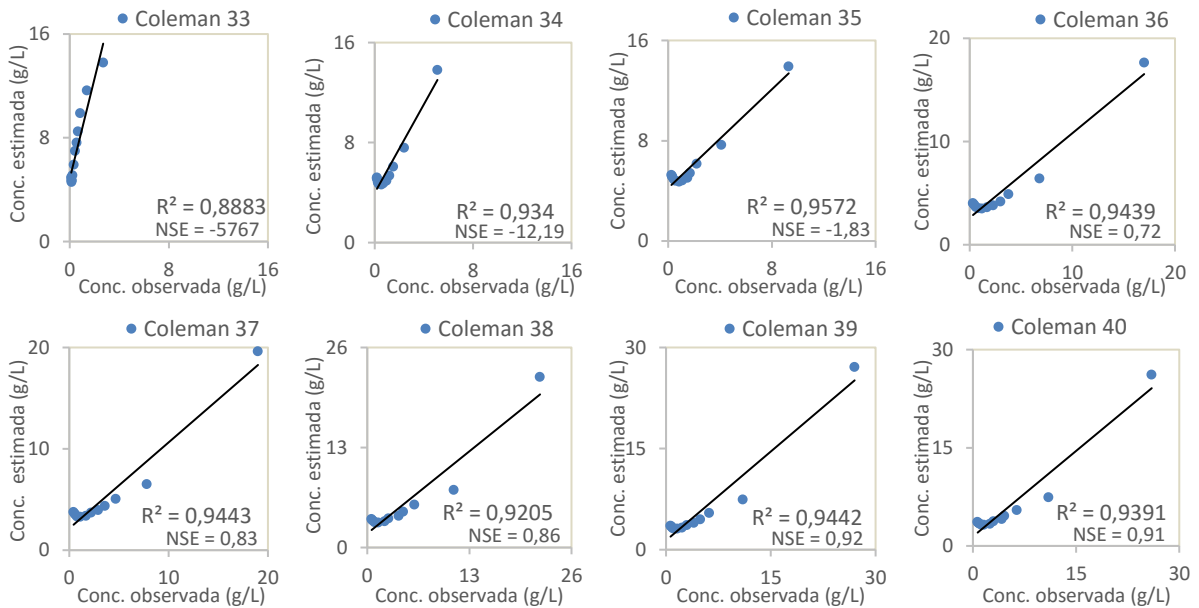 Coleman 33
Conc. estimada (g/L)
16
8
0
R² = 0,8883
NSE = -5767
0 8 16
Conc. observada (g/L)
Coleman 34
Conc. estimada (g/L)
16
8
0
R² = 0,934
NSE = -12,19
0 8 16
Conc. observada (g/L)
Coleman 35
Conc. estimada (g/L)
16
8
0
R² = 0,9572
NSE = -1,83
0 8 16
Conc. observada (g/L)
Coleman 36
Conc. estimada (g/L)
20
10
0
R² = 0,9439
NSE = 0,72
0 10 20
Conc. observada (g/L)
Coleman 37
Conc. estimada (g/L)
20
10
0
R² = 0,9443
NSE = 0,83
0 10 20
Conc. observada (g/L)
Coleman 38
Conc. estimada (g/L)
26
13
0
R² = 0,9205
NSE = 0,86
0 13 26
Conc. observada (g/L)
Coleman 39
Conc. estimada (g/L)
30
15
0
R² = 0,9442
NSE = 0,92
0 15 30
Conc. observada (g/L)
Coleman 40
Conc. estimada (g/L)
30
15
0
R² = 0,9391
NSE = 0,91
0 15 30
Conc. observada (g/L)